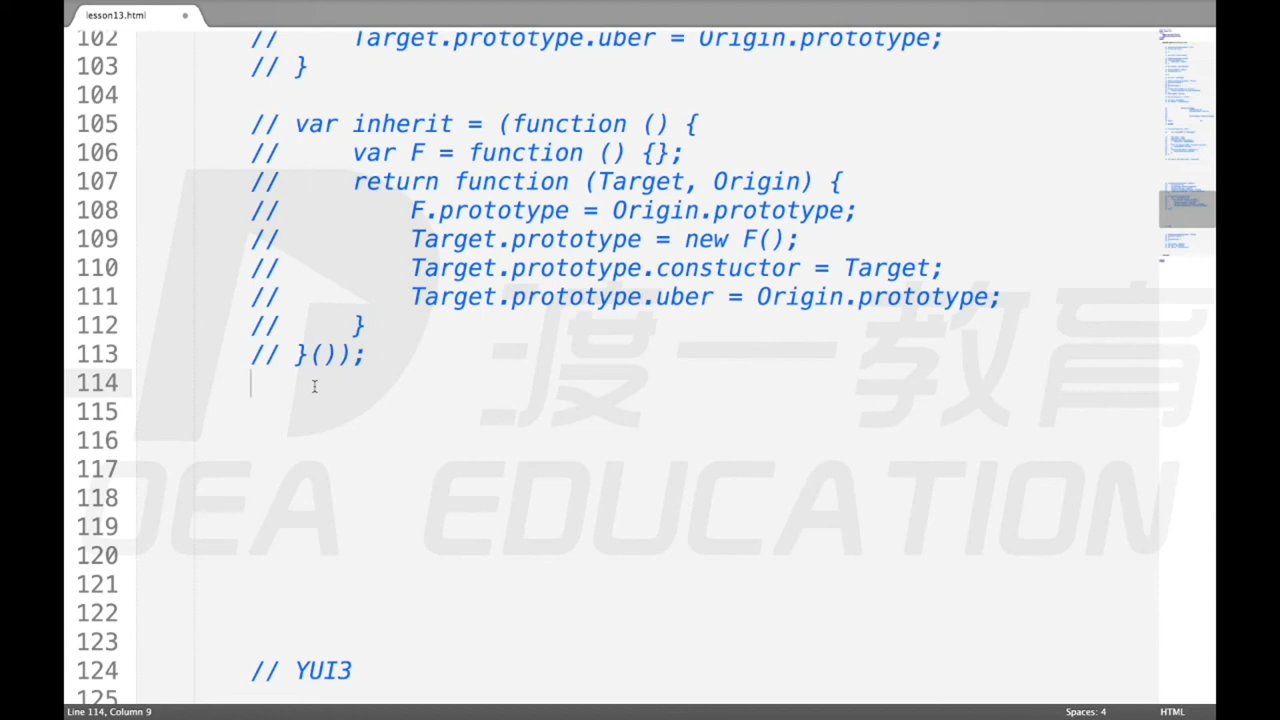 lesson13.html
102 // Target.prototype.uber = Origin.prototype;
103 // }
104
105 // var inherit = (function () {
106 // var F = function () {};
107 // return function (Target, Origin) {
108 // F.prototype = Origin.prototype;
109 // Target.prototype = new F();
110 // Target.prototype.constuctor = Target;
111 // Target.prototype.uber = Origin.prototype;
112 // }
113 // }());
114
115
116
117
118
119
120
121
122
123
124 // YUI3
125
渡一教育
DEA EDUCATION
Line 114, Column 9 Spaces: 4 HTML